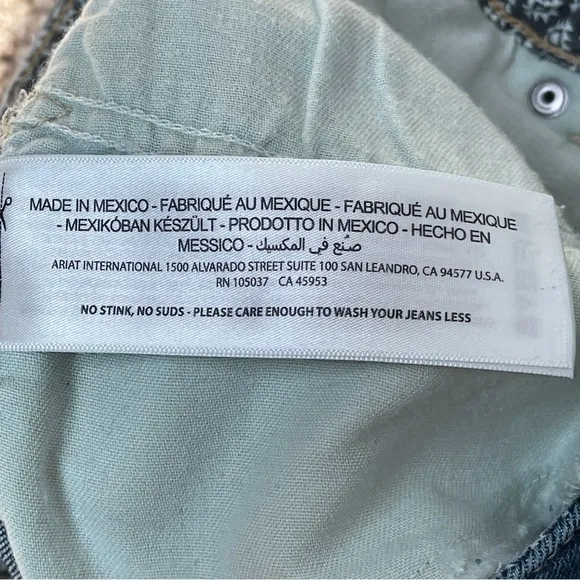 MADE IN MEXICO - FABRIQUÉ AU MEXIQUE - FABRIQUÉ AU MEXIQUE
- MEXIKÓBAN KÉSZÜLT - PRODOTTO IN MEXICO - HECHO EN
MESSICO - صنع في المكسيك
ARIAT INTERNATIONAL 1500 ALVARADO STREET SUITE 100 SAN LEANDRO, CA 94577 U.S.A.
RN 105037 CA 45953
NO STINK, NO SUDS - PLEASE CARE ENOUGH TO WASH YOUR JEANS LESS